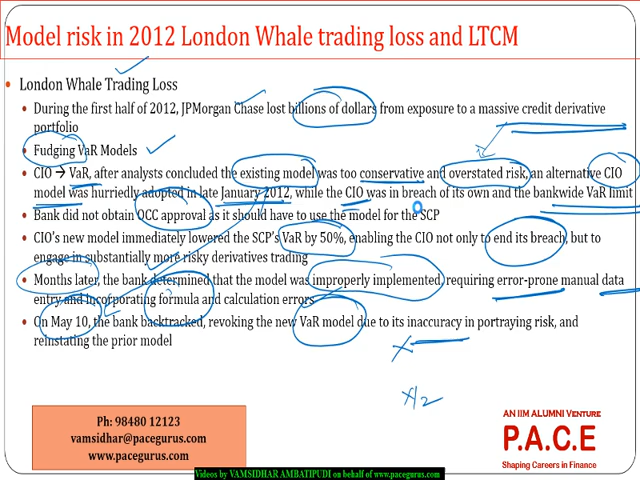 Model risk in 2012 London Whale trading loss and LTCM
• London Whale Trading Loss
• During the first half of 2012, JPMorgan Chase lost billions of dollars from exposure to a massive credit derivative
portfolio
• Fudging VaR Models
• CIO → VaR, after analysts concluded the existing model was too conservative and overstated risk, an alternative CIO
model was hurriedly adopted in late January 2012, while the CIO was in breach of its own and the bankwide VaR limit
• Bank did not obtain OCC approval as it should have to use the model for the SCP
• CIO's new model immediately lowered the SCP's VaR by 50%, enabling the CIO not only to end its breach, but to
engage in substantially more risky derivatives trading
• Months later, the bank determined that the model was improperly implemented, requiring error-prone manual data
entry and incorporating formula and calculation errors
• On May 10, the bank backtracked, revoking the new VaR model due to its inaccuracy in portraying risk, and
reinstating the prior model
x
x/2
Ph: 98480 12123
vamsidhar@pacegurus.com
www.pacegurus.com
AN IIM ALUMNI VENTURE
P.A.C.E
Shaping Careers in Finance
Videos by VAMSIDHAR AMBATIPUDI on behalf of www.pacegurus.com